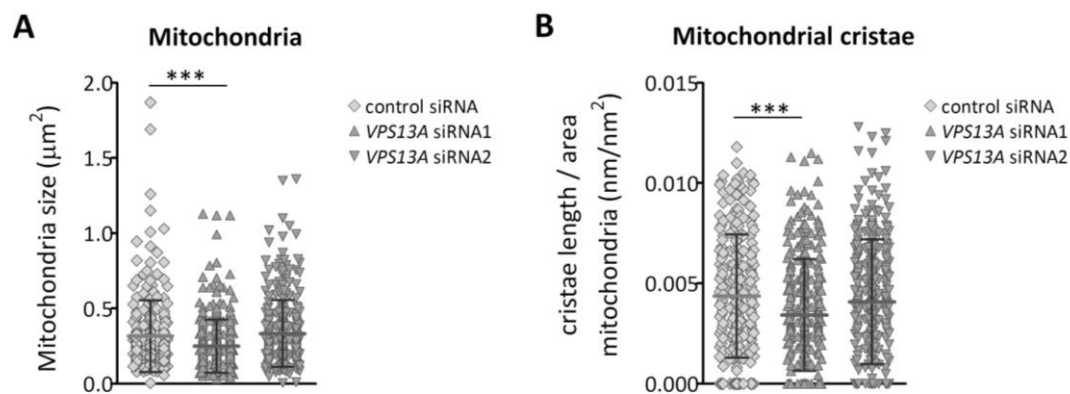 A
Mitochondria
***
Mitochondria size (μm²)
2.0
1.5
1.0
0.5
0.0
control siRNA
VPS13A siRNA1
VPS13A siRNA2
B
Mitochondrial cristae
***
cristae length / area
mitochondria (nm/nm²)
0.015
0.010
0.005
0.000
control siRNA
VPS13A siRNA1
VPS13A siRNA2